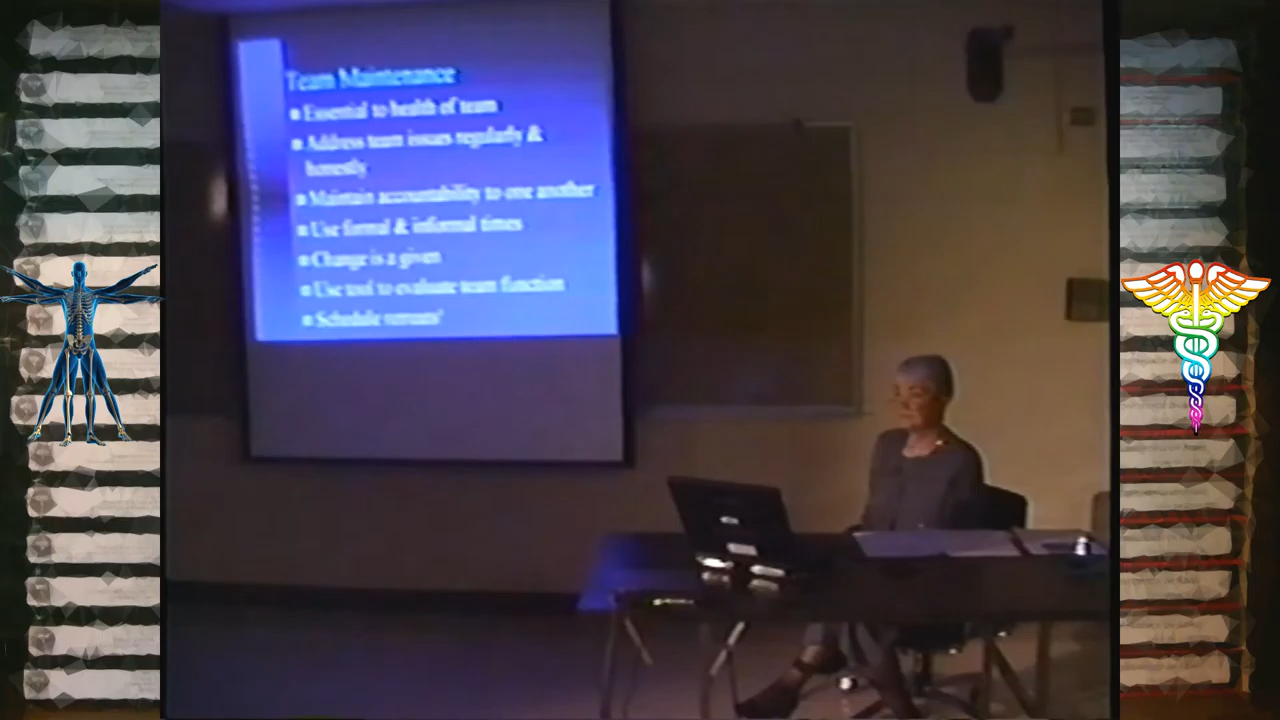 Team Maintenance
■ Essential to health of team
■ Address team issues regularly &
honestly
■ Maintain accountability to one another
■ Use formal & informal times
■ Change is a given
■ Use tool to evaluate team function
■ Schedule